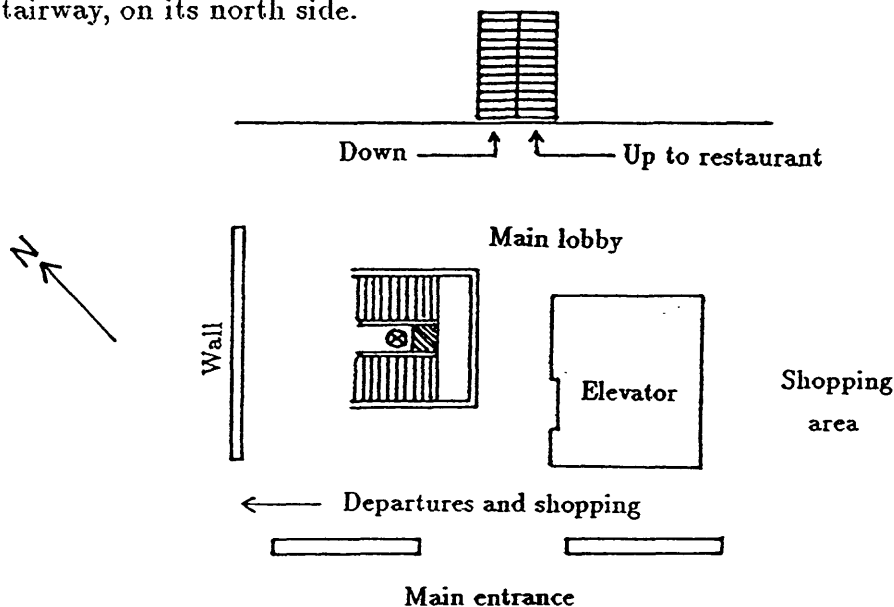 tairway, on its north side.
Down
Up to restaurant
N
Main lobby
Wall
Elevator
Shopping
area
Departures and shopping
Main entrance